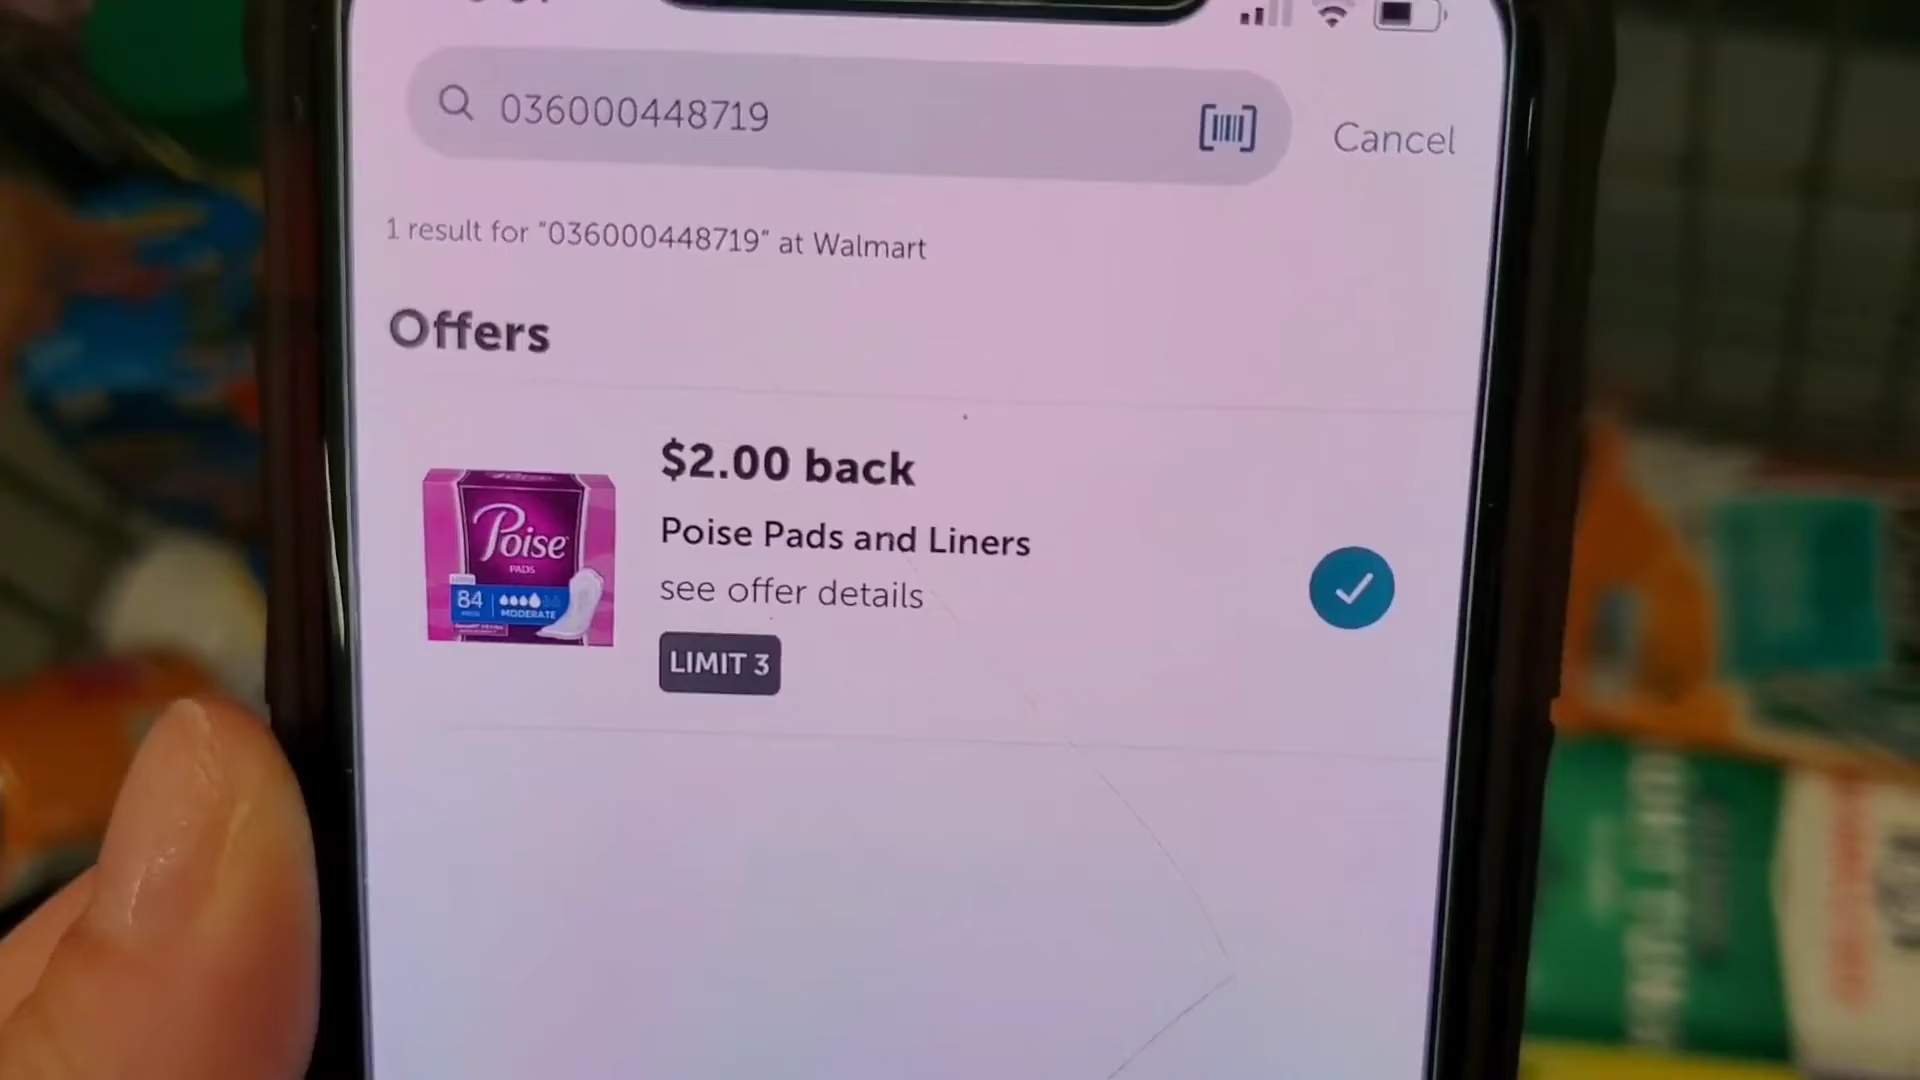 036000448719
Cancel
1 result for "036000448719" at Walmart
Offers
$2.00 back
Poise Pads and Liners
see offer details
LIMIT 3
Poise
PADS
84
MODERATE